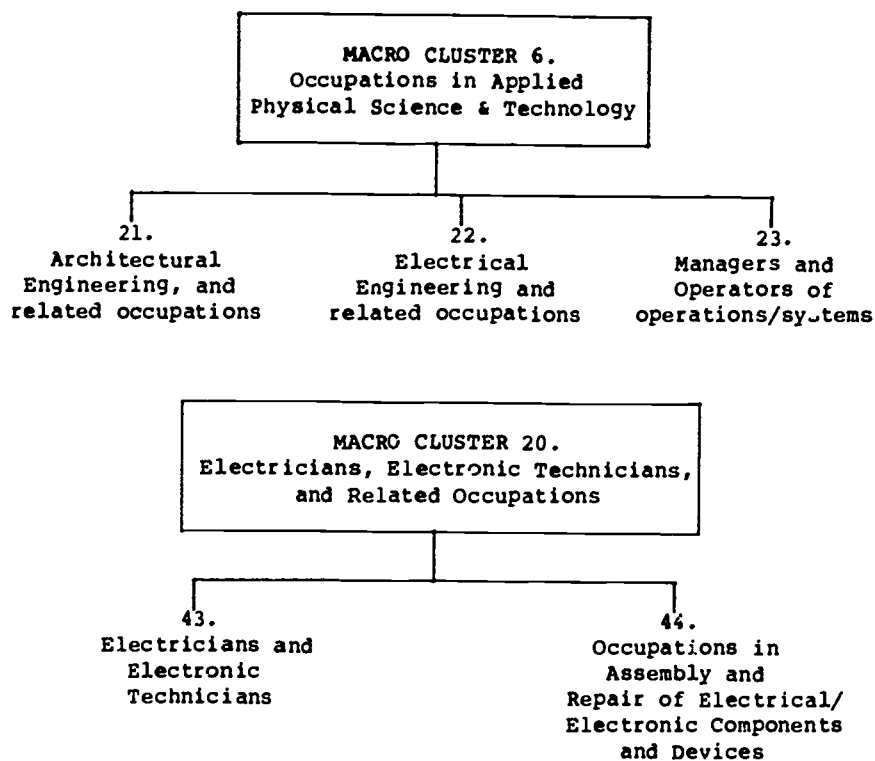 MACRO CLUSTER 6.
Occupations in Applied
Physical Science & Technology
21.
Architectural
Engineering, and
related occupations
22.
Electrical
Engineering and
related occupations
23.
Managers and
Operators of
operations/systems
MACRO CLUSTER 20.
Electricians, Electronic Technicians,
and Related Occupations
43.
Electricians and
Electronic
Technicians
44.
Occupations in
Assembly and
Repair of Electrical/
Electronic Components
and Devices